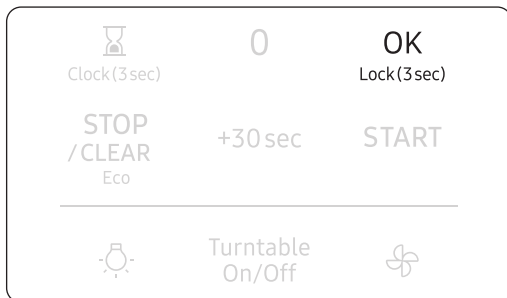 0
OK
Clock(3 sec)
Lock(3 sec)
STOP
/CLEAR
Eco
+30 sec
START
Turntable
On/Off